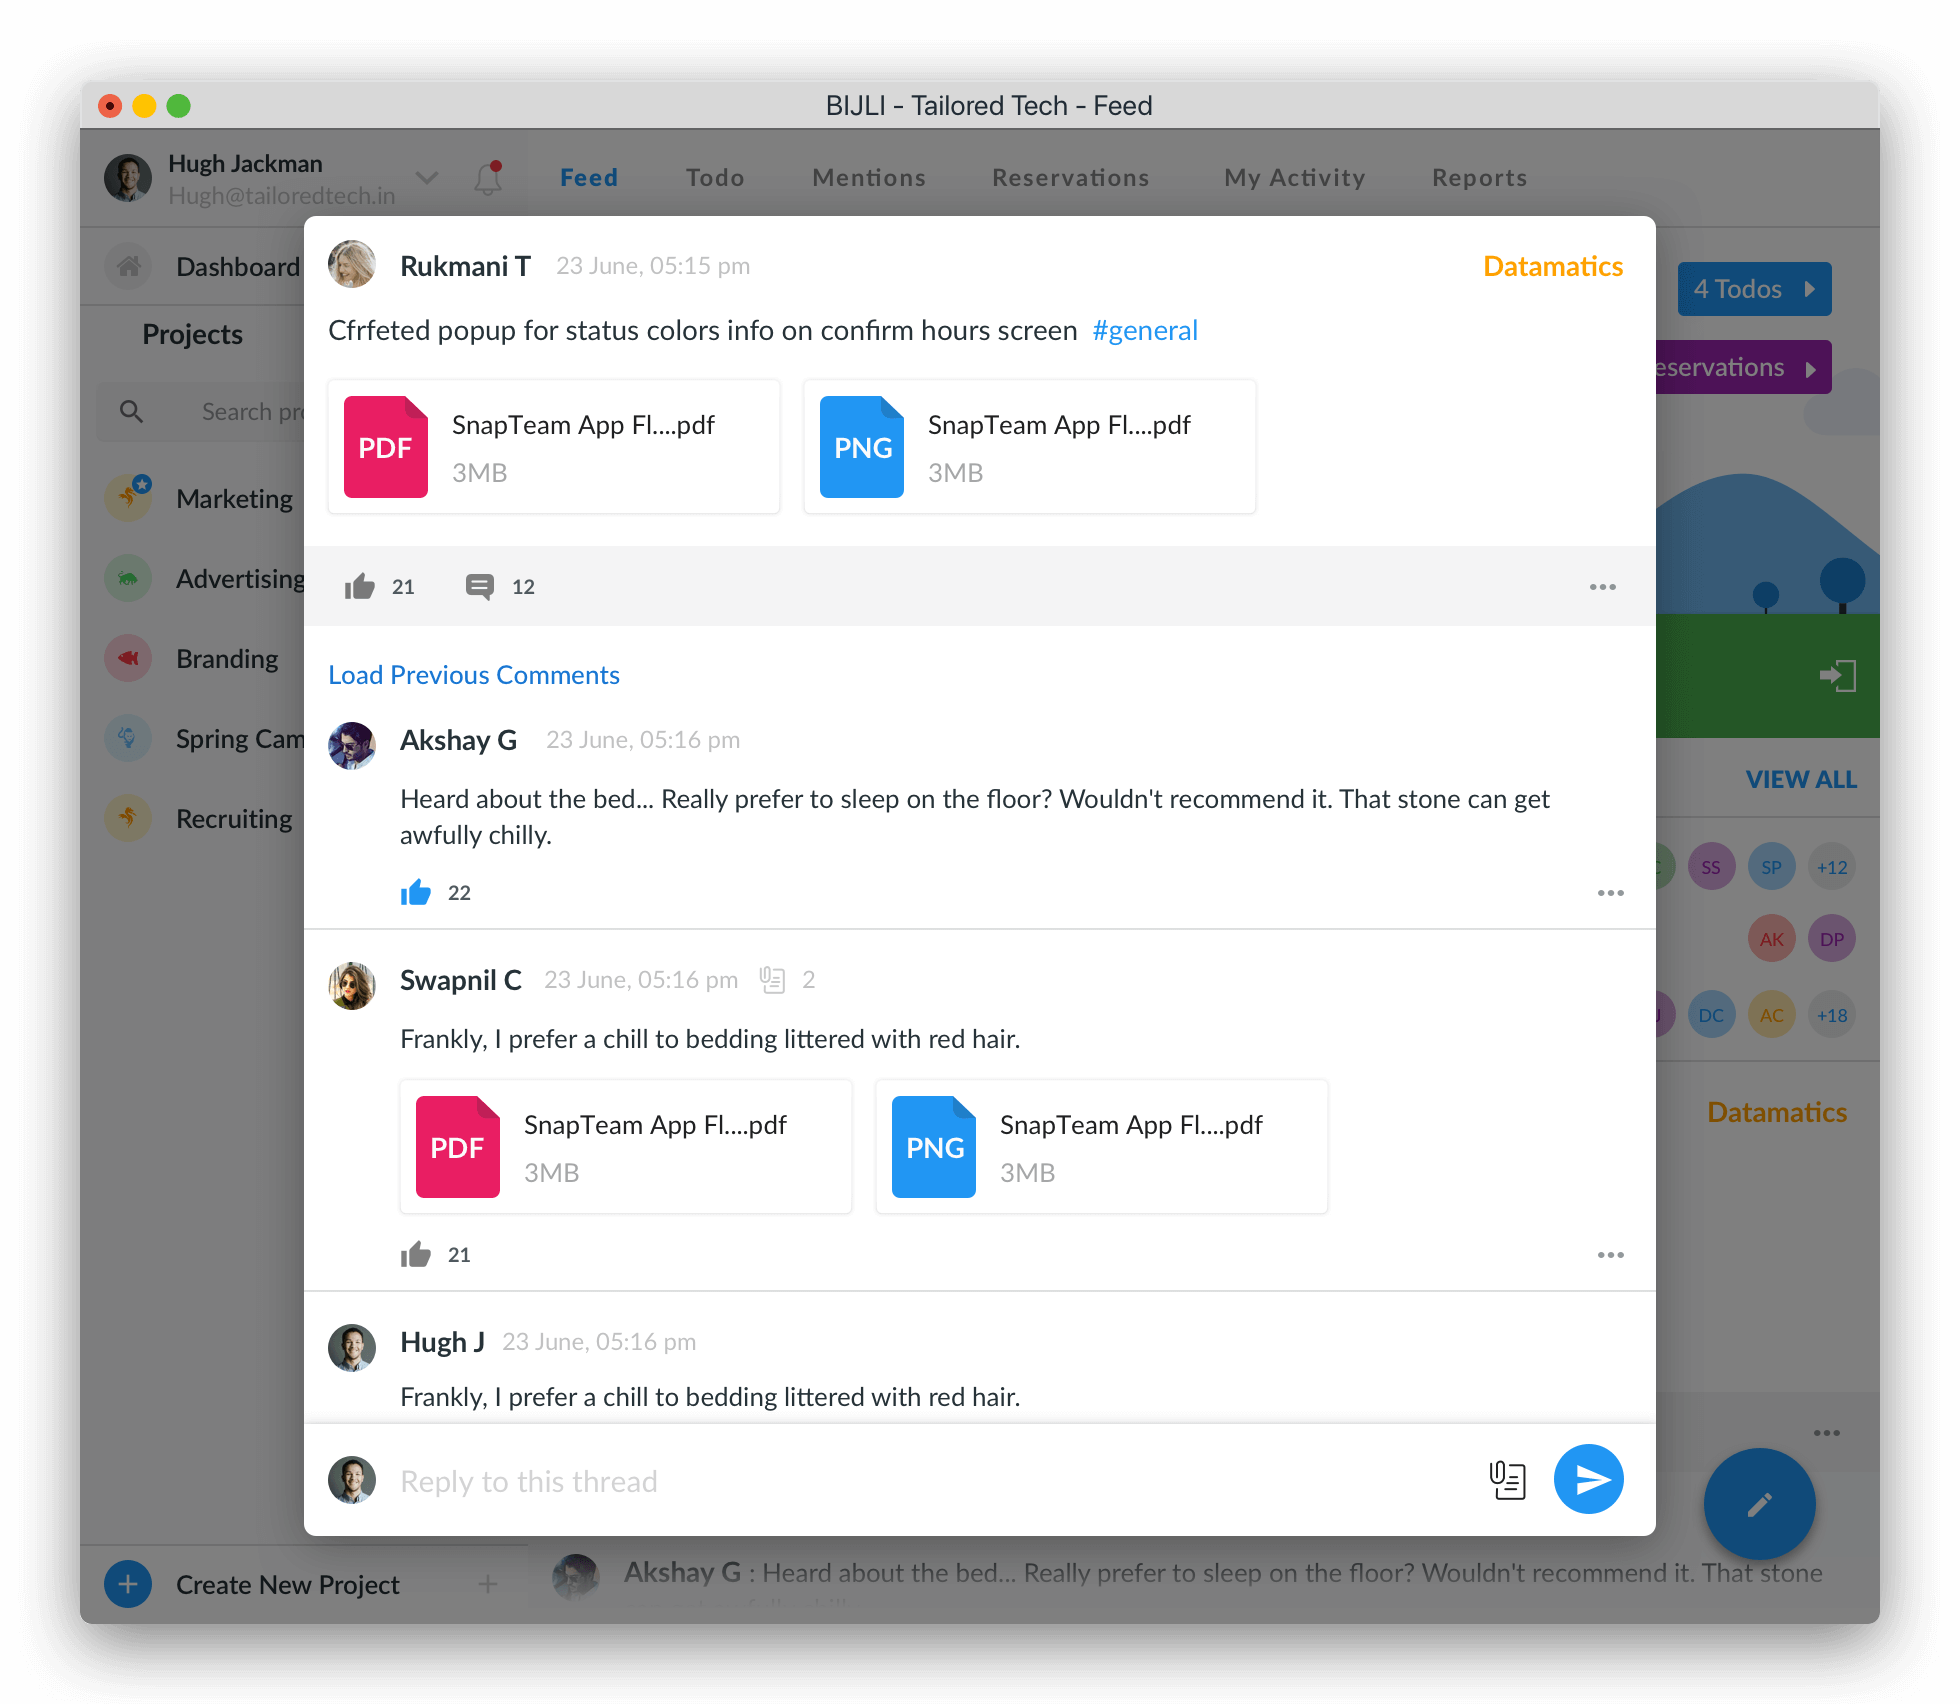 BIJLI - Tailored Tech - Feed
Hugh Jackman
Hugh@tailoredtech.in
Feed
Todo
Mentions
Reservations
My Activity
Reports
Dashboard
Projects
Search
Marketing
Advertising
Branding
Spring
Recruiting
Create New Project
Rukmani T
23 June, 05:15 pm
Datamatics
Cfrfeted popup for status colors info on confirm hours screen #general
PDF
SnapTeam App Fl....pdf
3MB
PNG
SnapTeam App Fl....pdf
3MB
21
12
Load Previous Comments
Akshay G
23 June, 05:16 pm
Heard about the bed... Really prefer to sleep on the floor? Wouldn't recommend it. That stone can get
awfully chilly.
22
Swapnil C
23 June, 05:16 pm
2
Frankly, I prefer a chill to bedding littered with red hair.
PDF
SnapTeam App Fl....pdf
3MB
PNG
SnapTeam App Fl....pdf
3MB
21
Hugh J
23 June, 05:16 pm
Frankly, I prefer a chill to bedding littered with red hair.
Reply to this thread
4 Todos
eservations
VIEW ALL
SS
SP
+12
AK
DP
DC
AC
+18
Datamatics
Akshay G : Heard about the bed... Really prefer to sleep on the floor? Wouldn't recommend it. That stone